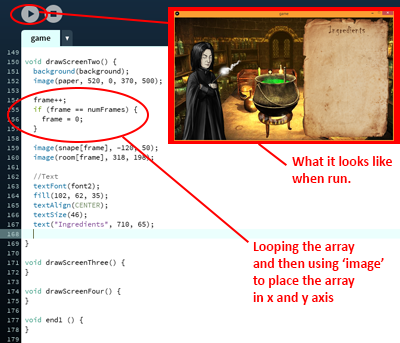 game
Ingredients
149
150 void drawScreenTwo() {
151 background(background);
152 image(paper, 520, 0, 370, 500);
153
154 frame++;
155 if (frame == numFrames) {
156 frame = 0;
157 }
158
159 image(snape[frame], -120, 50);
160 image(room[frame], 318, 198);
161
162 //Text
163 textFont(font2);
164 fill(102, 62, 35);
165 textAlign(CENTER);
166 textSize(46);
167 text("Ingredients", 710, 65);
168
169 }
170
171 void drawScreenThree() {
172 }
173
174 void drawScreenFour() {
175 }
176
177 void end1 () {
178 }
179
game
What it looks like
when run.
Looping the array
and then using ‘image’
to place the array
in x and y axis